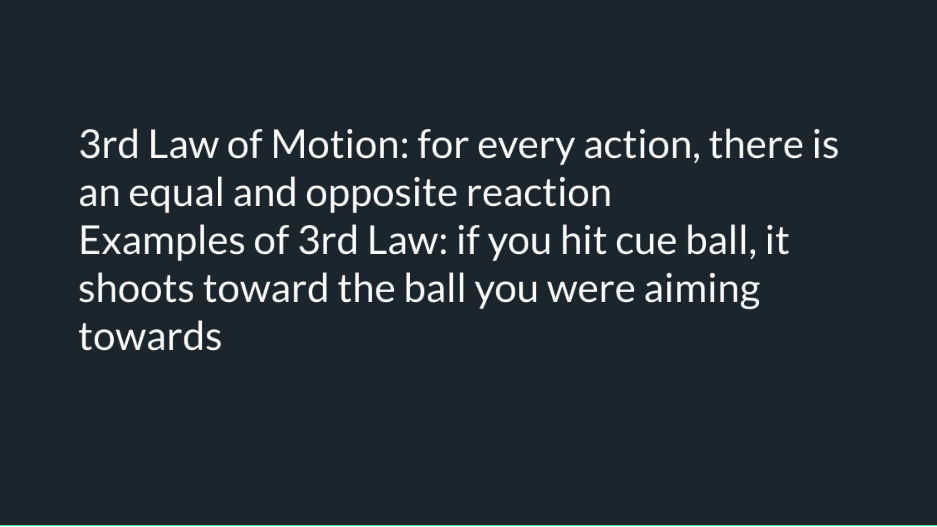 3rd Law of Motion: for every action, there is
an equal and opposite reaction
Examples of 3rd Law: if you hit cue ball, it
shoots toward the ball you were aiming
towards